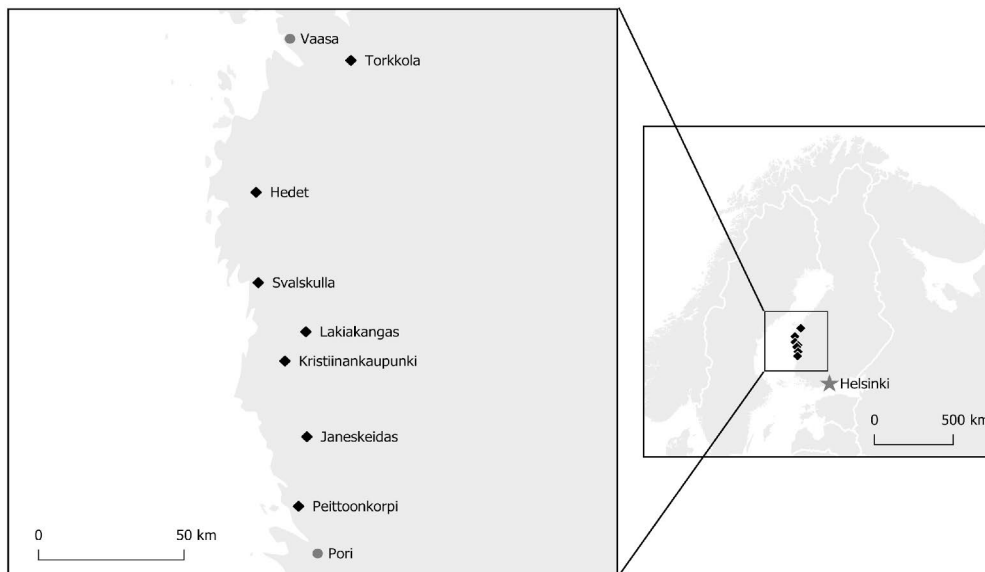 Vaasa
Torkkola
Hedet
Svalskulla
Lakiakangas
Kristiinankaupunki
Janeskeidas
Peittoonkorpi
0 50 km
Pori
Helsinki
0 500 km